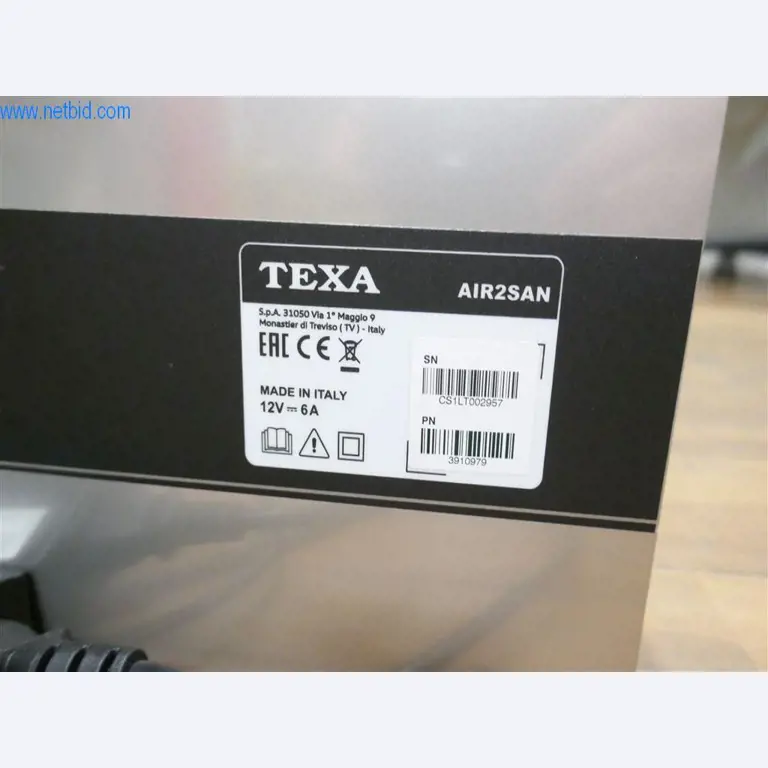 www.netbid.com
TEXA
AIR2SAN
S.p.A. 31050 Via 1° Maggio 9
Monastier di Treviso ( TV ) - Italy
EAC CE
MADE IN ITALY
12V ⎓ 6A
SN
CS1LT002957
PN
3910979